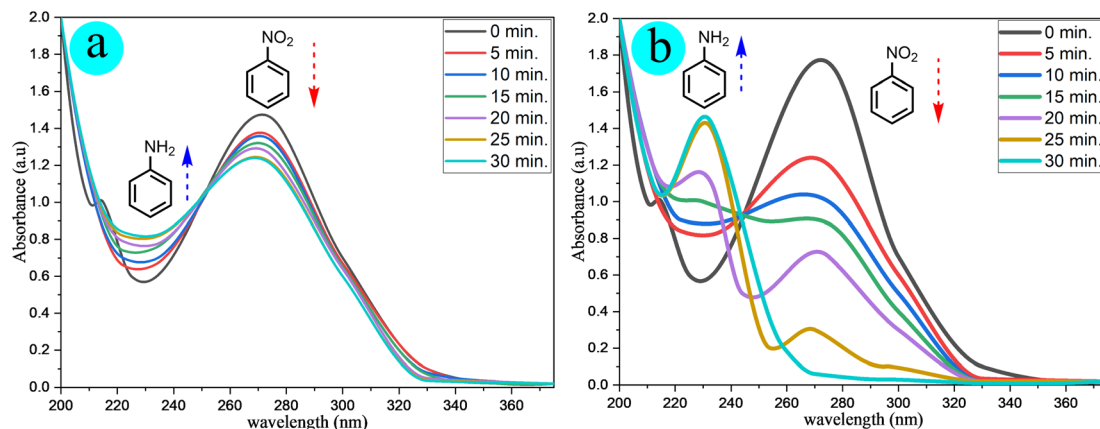 a
NO2
NH2
0 min.
5 min.
10 min.
15 min.
20 min.
25 min.
30 min.
2.0
1.8
1.6
1.4
1.2
1.0
0.8
0.6
0.4
0.2
0.0
Absorbance (a.u)
200 220 240 260 280 300 320 340 360
wavelength (nm)
b
NH2
NO2
0 min.
5 min.
10 min.
15 min.
20 min.
25 min.
30 min.
2.0
1.8
1.6
1.4
1.2
1.0
0.8
0.6
0.4
0.2
0.0
Absorbance (a.u)
200 220 240 260 280 300 320 340 360
wavelength (nm)